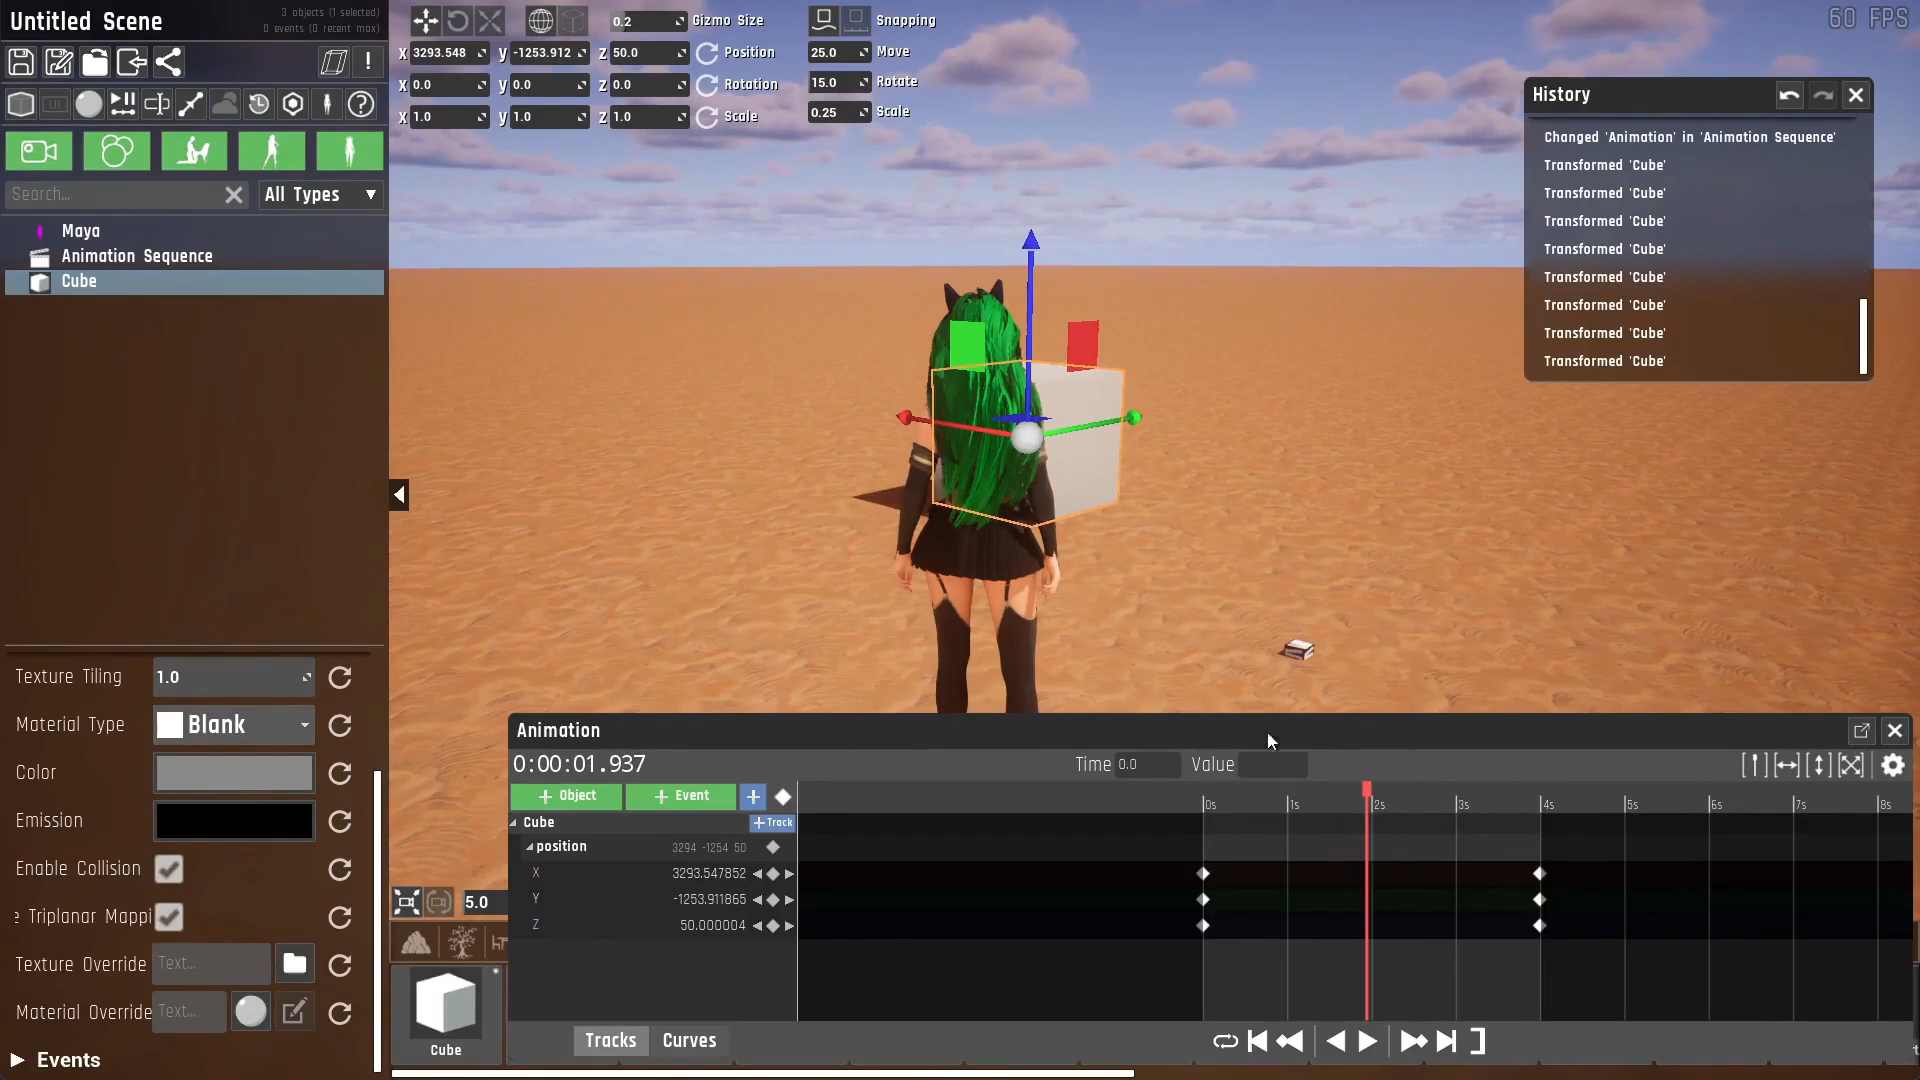 Untitled Scene
3 objects (1 selected)
0 events (0 recent max)
0.2 Gizmo Size
Snapping
60 FPS
X 3293.548 y -1253.912 z 50.0 Position
25.0 Move
X 0.0 y 0.0 z 0.0 Rotation
15.0 Rotate
X 1.0 y 1.0 z 1.0 Scale
0.25 Scale
Search...
All Types
Maya
Animation Sequence
Cube
History
Changed 'Animation' in 'Animation Sequence'
Transformed 'Cube'
Transformed 'Cube'
Transformed 'Cube'
Transformed 'Cube'
Transformed 'Cube'
Transformed 'Cube'
Transformed 'Cube'
Transformed 'Cube'
Texture Tiling 1.0
Material Type Blank
Color
Emission
Enable Collision
e Triplanar Mappi
Texture Override Text...
Material Override Text...
Events
5.0
Cube
Animation
0:00:01.937
Time 0.0 Value
+ Object + Event +
0s 1s 2s 3s 4s 5s 6s 7s 8s
Cube +Track
position 3294 -1254 50
X 3293.547852
Y -1253.911865
Z 50.000004
Tracks Curves